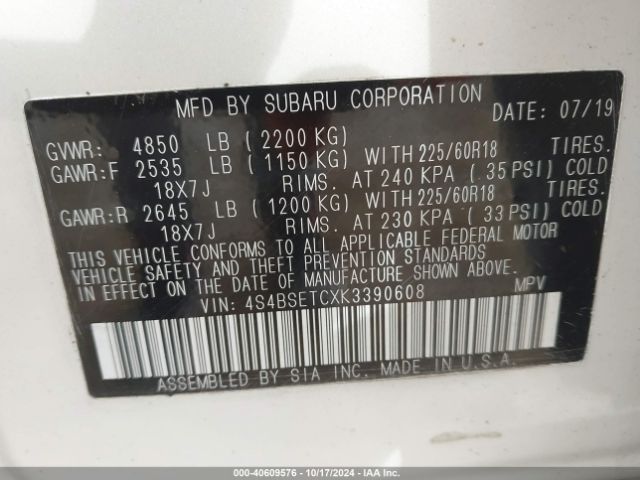 MFD BY SUBARU CORPORATION DATE: 07/19
GVWR: 4850 LB ( 2200 KG)
GAWR:F 2535 LB ( 1150 KG) WITH 225/60R18 TIRES.
18X7J RIMS. AT 240 KPA ( 35 PSI) COLD
GAWR:R 2645 LB ( 1200 KG) WITH 225/60R18 TIRES.
18X7J RIMS. AT 230 KPA ( 33 PSI) COLD
THIS VEHICLE CONFORMS TO ALL APPLICABLE FEDERAL MOTOR
VEHICLE SAFETY AND THEFT PREVENTION STANDARDS
IN EFFECT ON THE DATE OF MANUFACTURE SHOWN ABOVE.
VIN: 4S4BSETCXK3390608 MPV
ASSEMBLED BY SIA INC. MADE IN U.S.A.
000-40609576 - 10/17/2024 - www.iaai.com